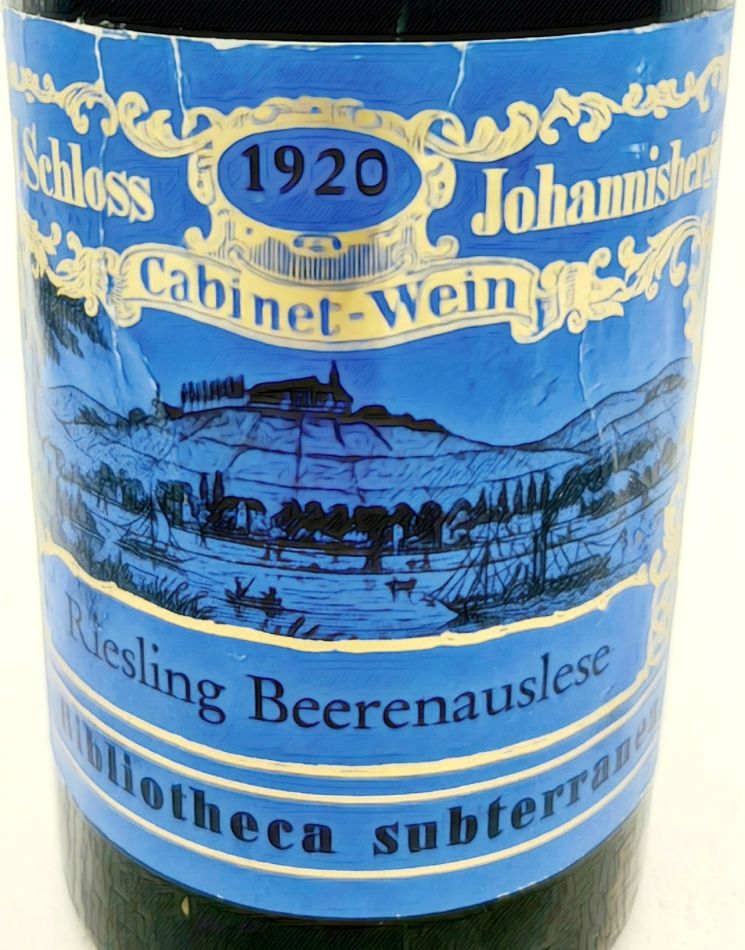 1920
Schloss Johannisberg
Cabinet-Wein
Riesling Beerenauslese
Bibliotheca subterranea